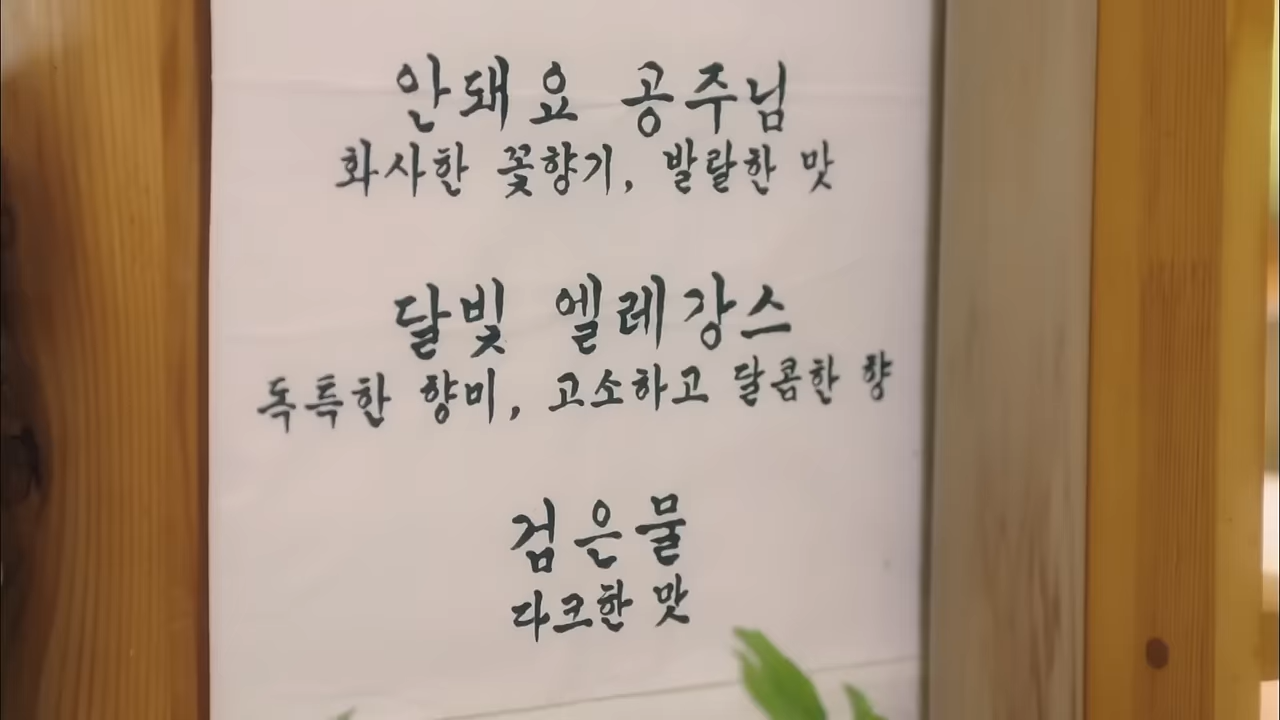 안돼요 공주님
화사한 꽃향기, 발랄한 맛
달빛 엘레강스
독특한 향미, 고소하고 달콤한 향
검은물
다크한 맛